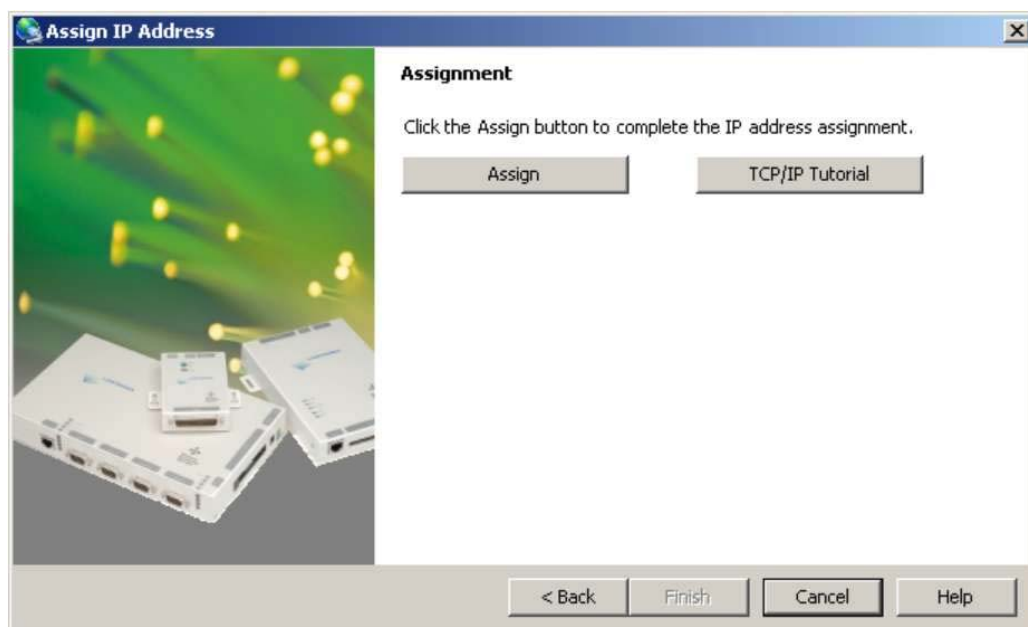 Assign IP Address
Assignment
Click the Assign button to complete the IP address assignment.
Assign
TCP/IP Tutorial
< Back
Finish
Cancel
Help